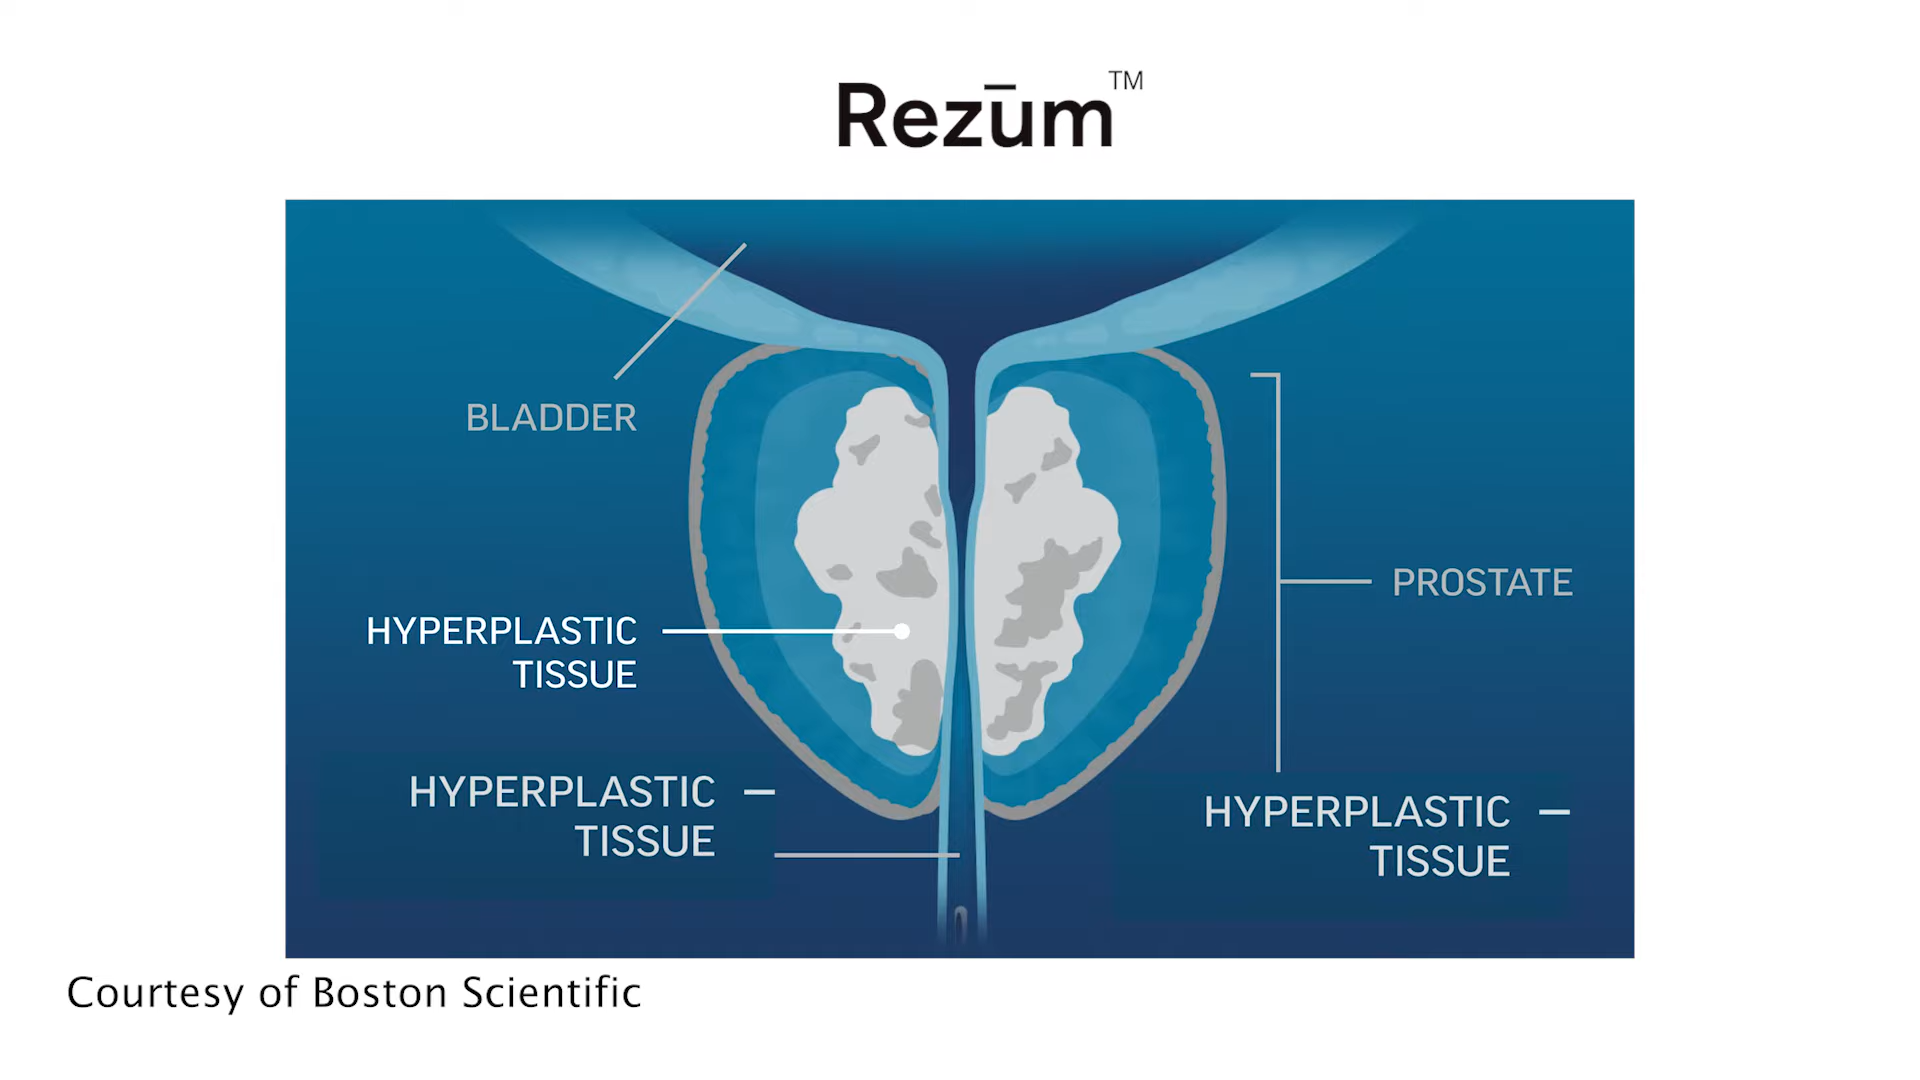 Rezūm™
BLADDER
PROSTATE
HYPERPLASTIC
TISSUE
HYPERPLASTIC
TISSUE
HYPERPLASTIC
TISSUE
Courtesy of Boston Scientific